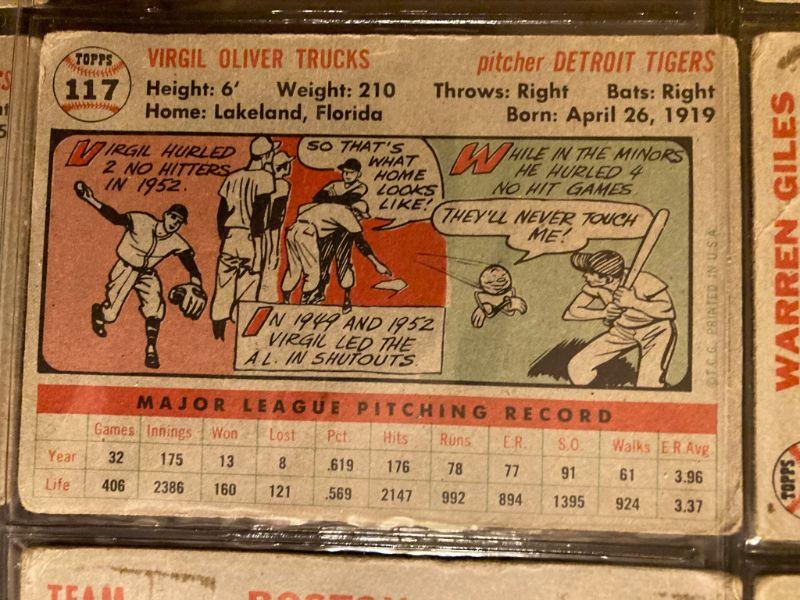 TOPPS
117
VIRGIL OLIVER TRUCKS
pitcher DETROIT TIGERS
Height: 6' Weight: 210 Throws: Right Bats: Right
Home: Lakeland, Florida Born: April 26, 1919
VIRGIL HURLED
2 NO HITTERS
IN 1952.
SO THAT'S
WHAT
HOME
LOOKS
LIKE!
IN 1949 AND 1952
VIRGIL LED THE
A.L. IN SHUTOUTS.
WHILE IN THE MINORS
HE HURLED 4
NO HIT GAMES.
THEY'LL NEVER TOUCH
ME!
© T.C.G. PRINTED IN U.S.A.
MAJOR LEAGUE PITCHING RECORD
Games Innings Won Lost Pct. Hits Runs E.R. S.O. Walks E.R.Avg
Year 32 175 13 8 .619 176 78 77 91 61 3.96
Life 406 2386 160 121 .569 2147 992 894 1395 924 3.37
WARREN GILES
TOPPS
TEAM
BOSTON